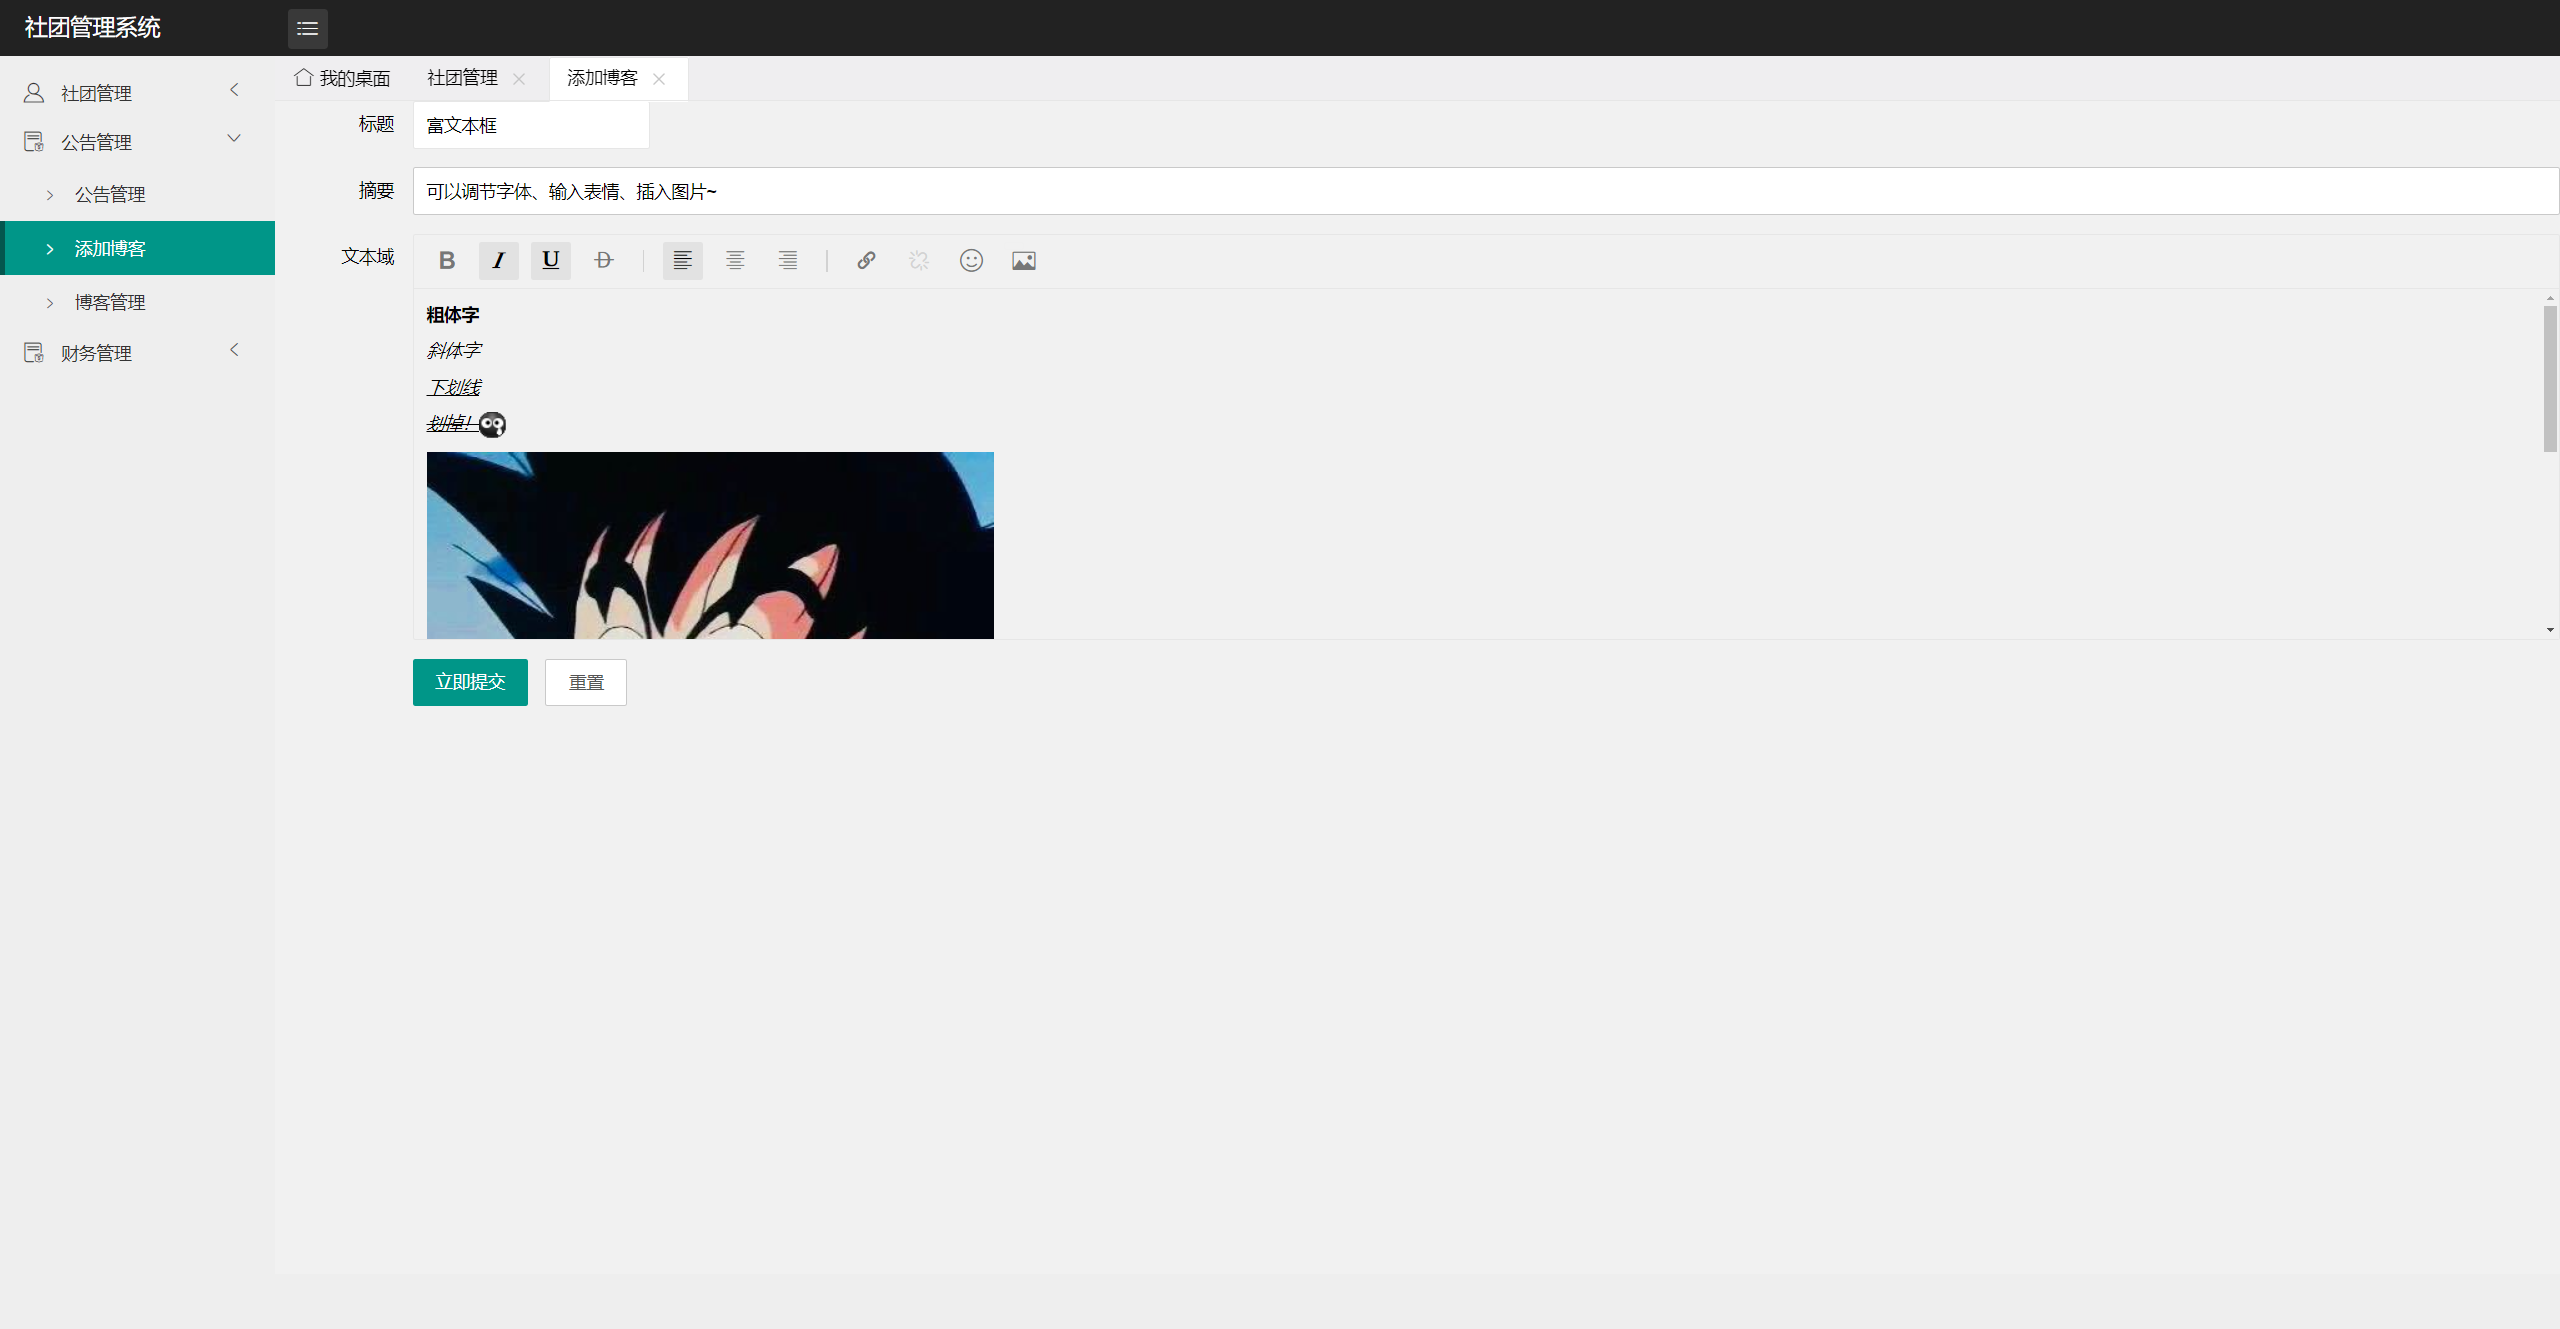 社团管理系统
社团管理
公告管理
公告管理
添加博客
博客管理
财务管理
我的桌面 社团管理 添加博客
标题 富文本框
摘要 可以调节字体、输入表情、插入图片~
文本域 B I U D
粗体字
斜体字
下划线
划掉!
立即提交 重置